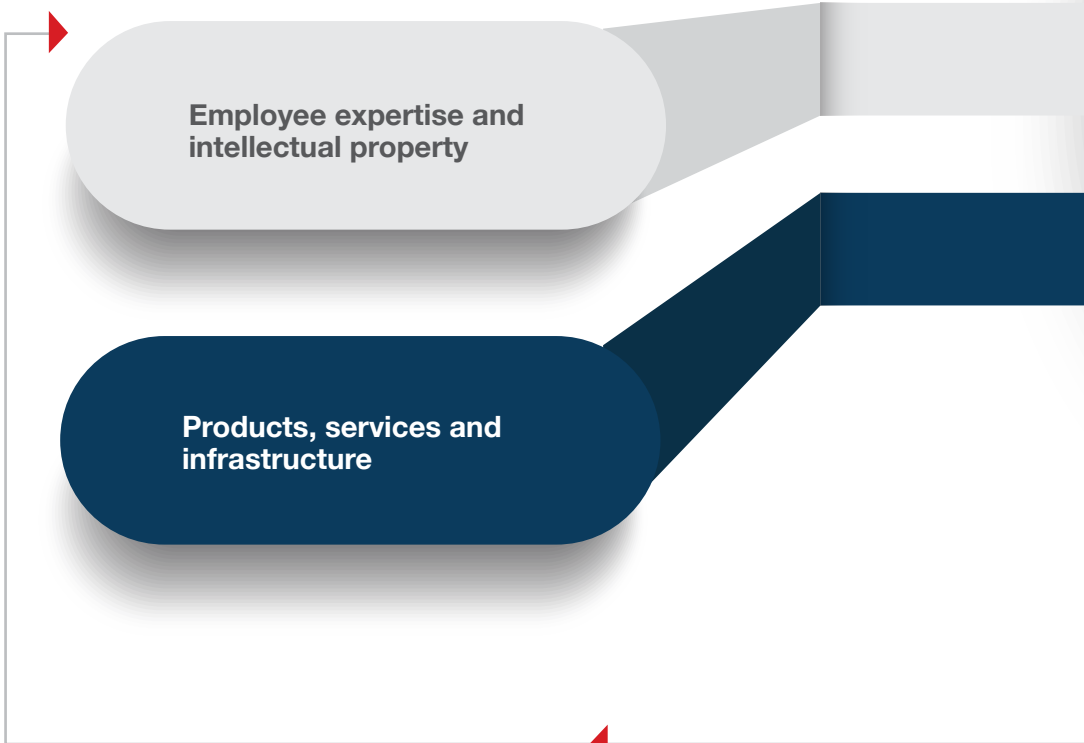 Employee expertise and
intellectual property
Products, services and
infrastructure